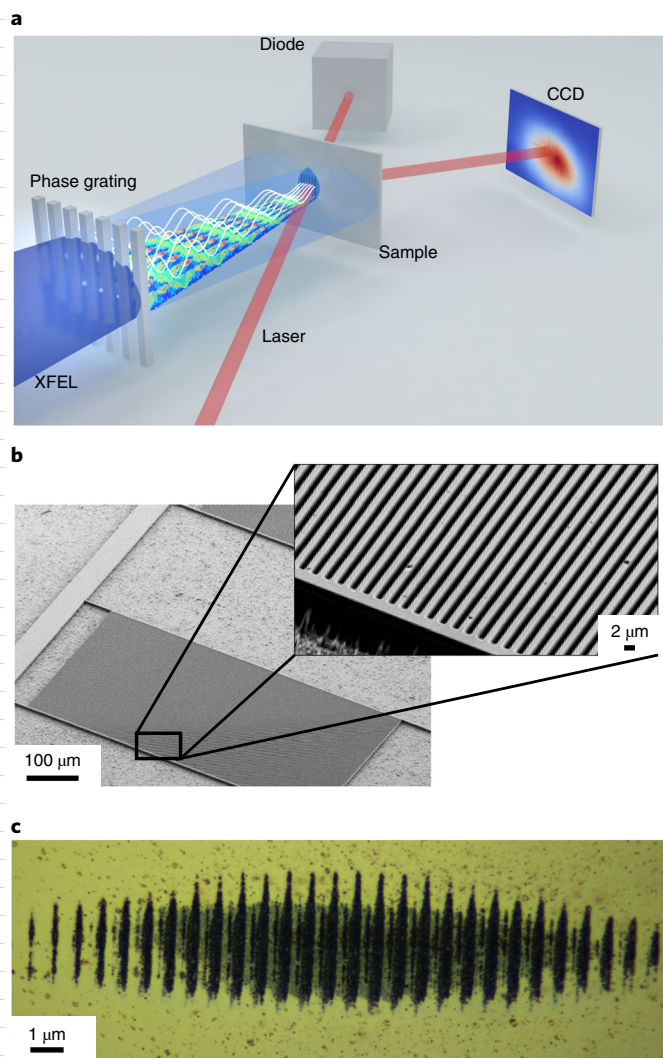 a
Diode
CCD
Phase grating
Sample
Laser
XFEL
b
2 μm
100 μm
c
1 μm